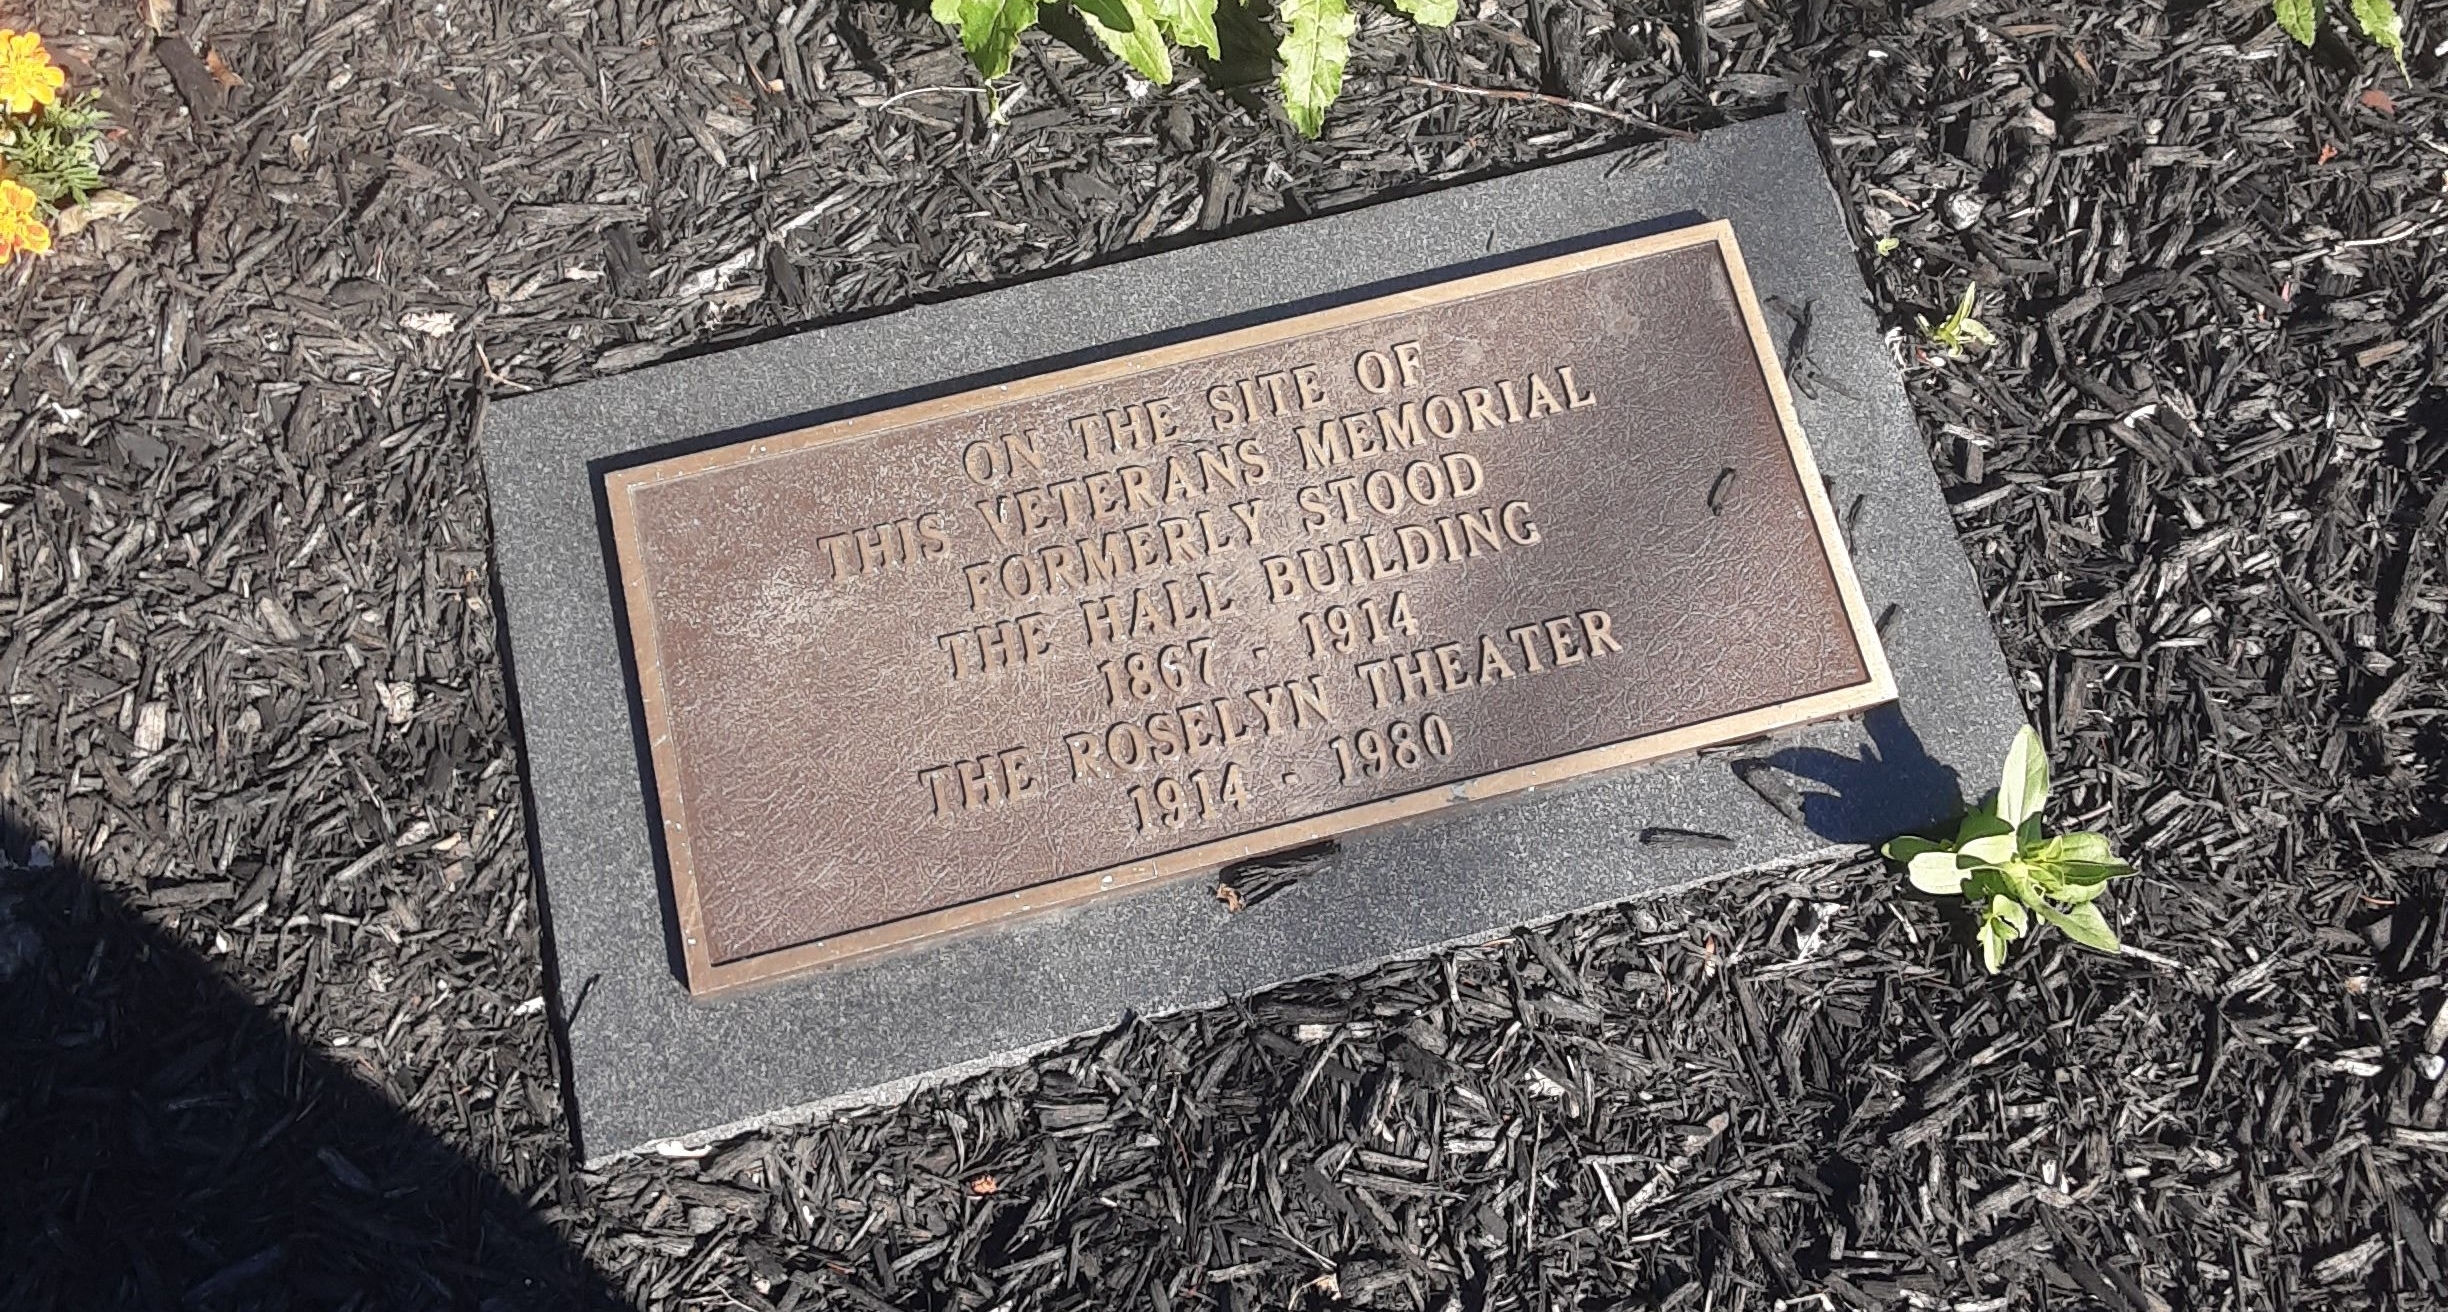 ON THE SITE OF
THIS VETERANS MEMORIAL
FORMERLY STOOD
THE HALL BUILDING
1867 - 1914
THE ROSELYN THEATER
1914 - 1980